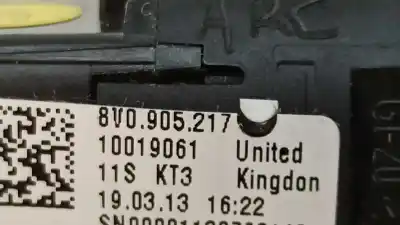 8V0.905.217
10019061 United
11S KT3 Kingdon
19.03.13 16:22